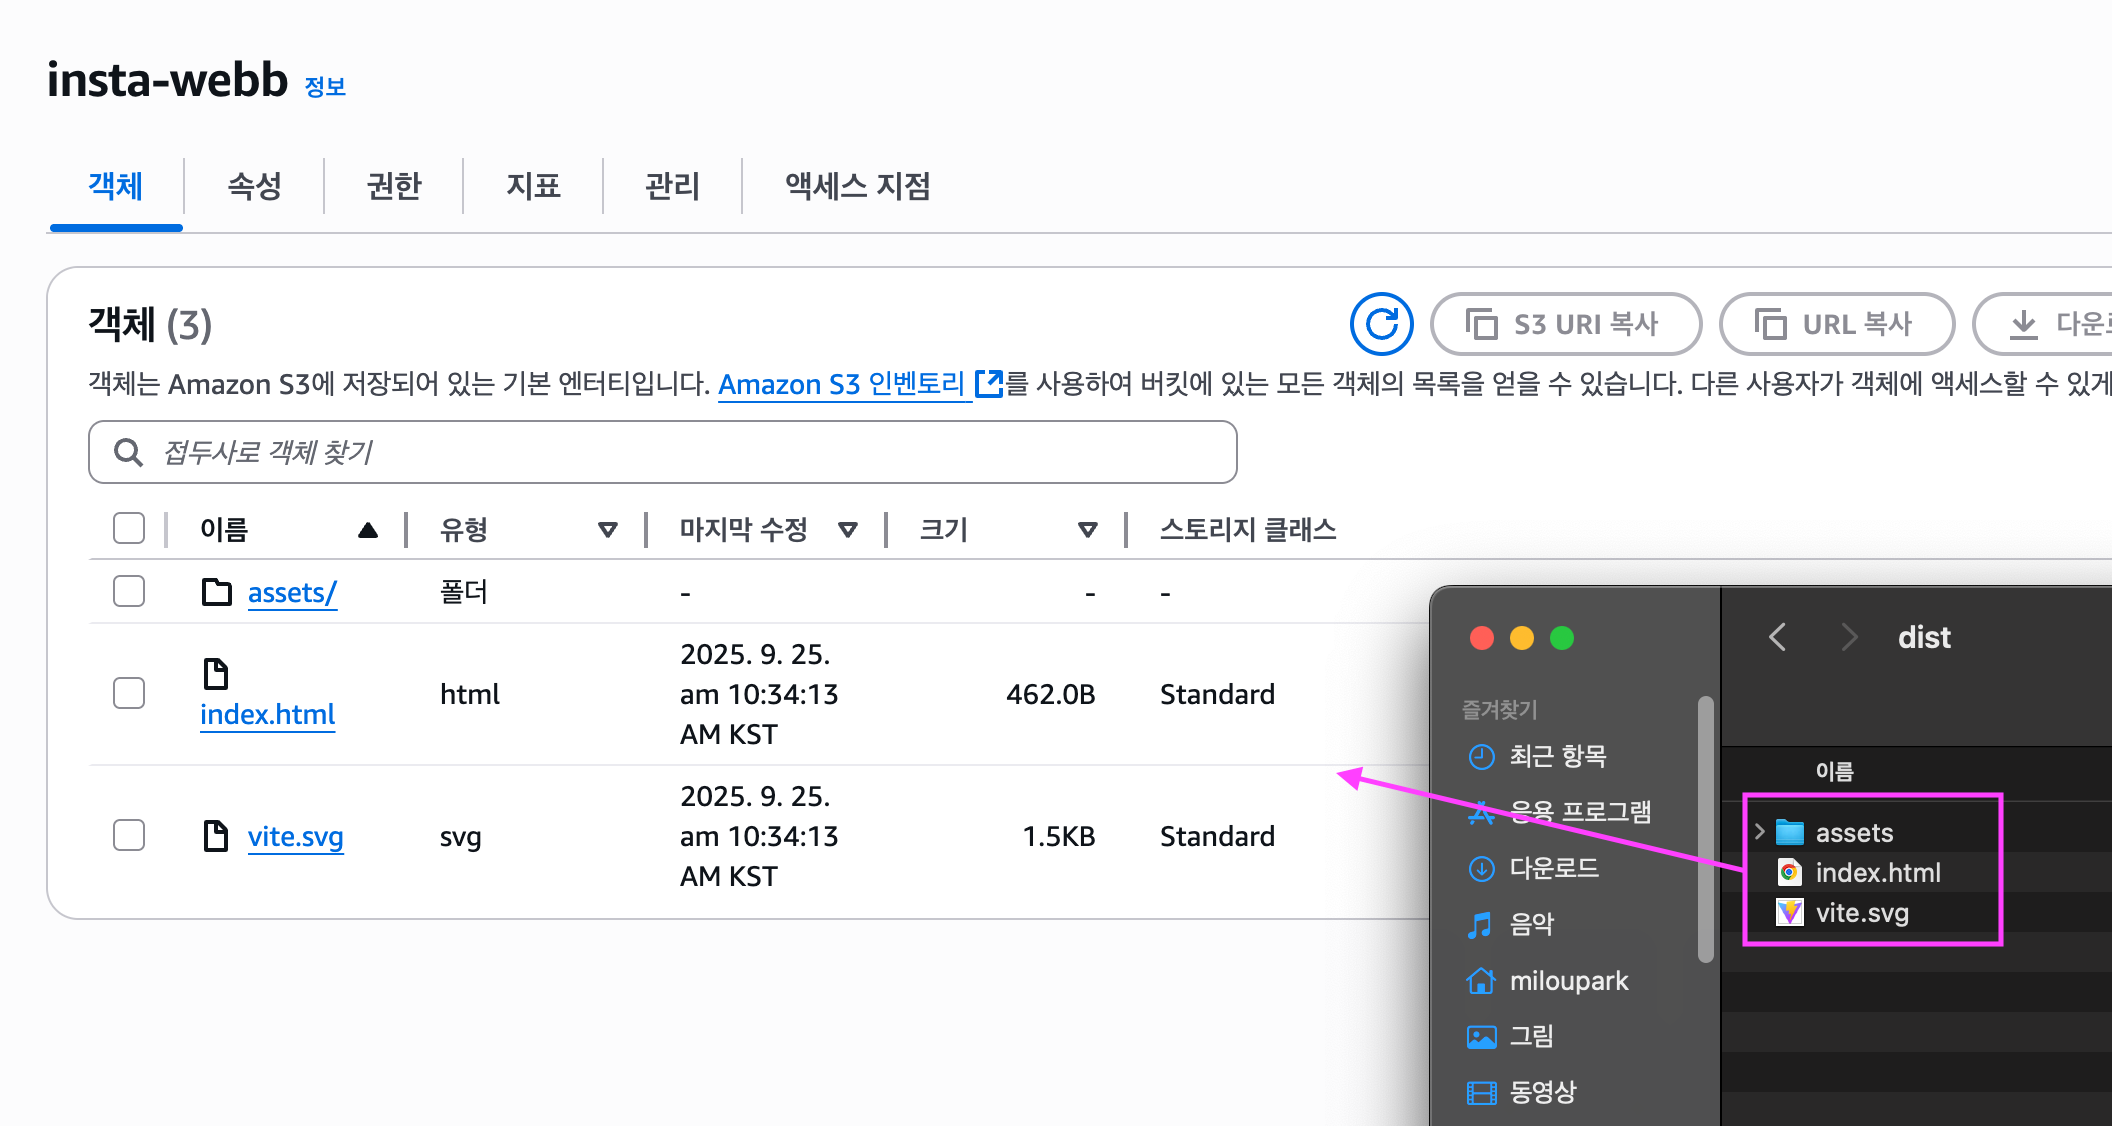 insta-webb 정보
객체 속성 권한 지표 관리 액세스 지점
객체 (3)
S3 URI 복사 URL 복사
객체는 Amazon S3에 저장되어 있는 기본 엔터티입니다. Amazon S3 인벤토리 를 사용하여 버킷에 있는 모든 객체의 목록을 얻을 수 있습니다. 다른 사용자가 객체에 액세스할 수 있게
접두사로 객체 찾기
이름 유형 마지막 수정 크기 스토리지 클래스
assets/ 폴더 - - -
index.html html 2025. 9. 25. am 10:34:13 AM KST 462.0B Standard
vite.svg svg 2025. 9. 25. am 10:34:13 AM KST 1.5KB Standard
dist
즐겨찾기
최근 항목
응용 프로그램
다운로드
음악
miloupark
그림
동영상
이름
assets
index.html
vite.svg